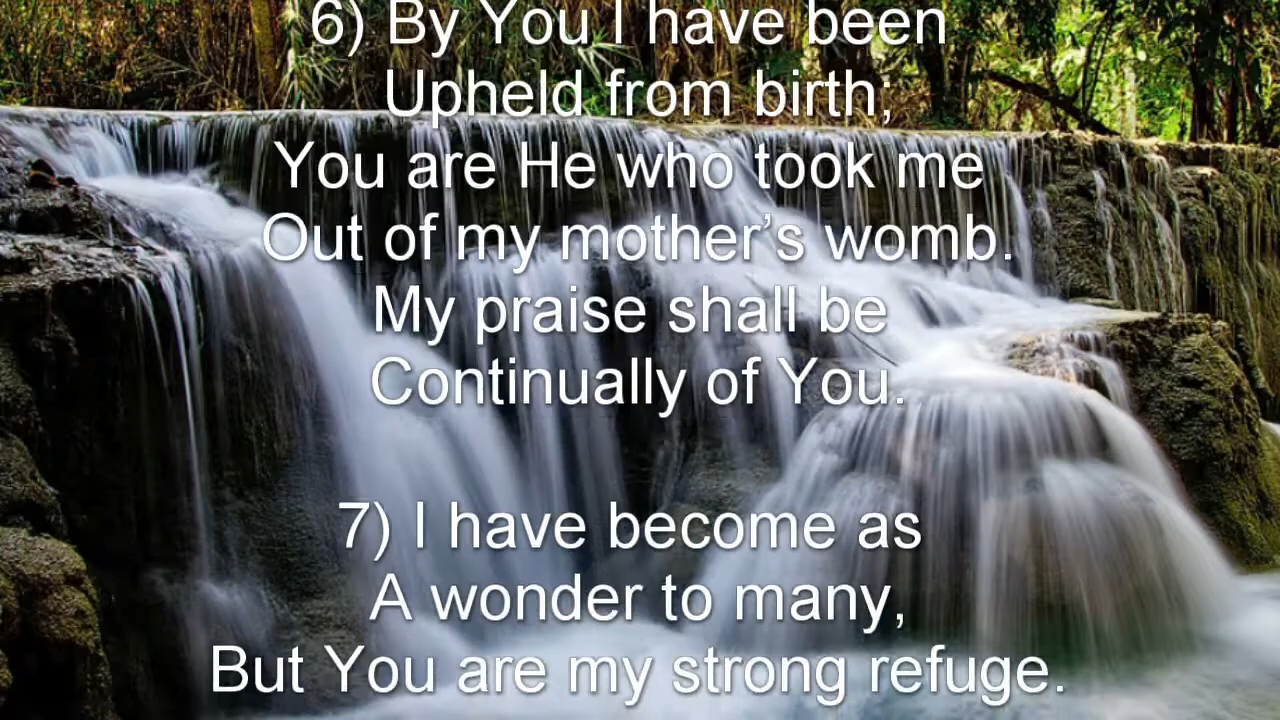 6) By You I have been
Upheld from birth;
You are He who took me
Out of my mother’s womb.
My praise shall be
Continually of You.
7) I have become as
A wonder to many,
But You are my strong refuge.